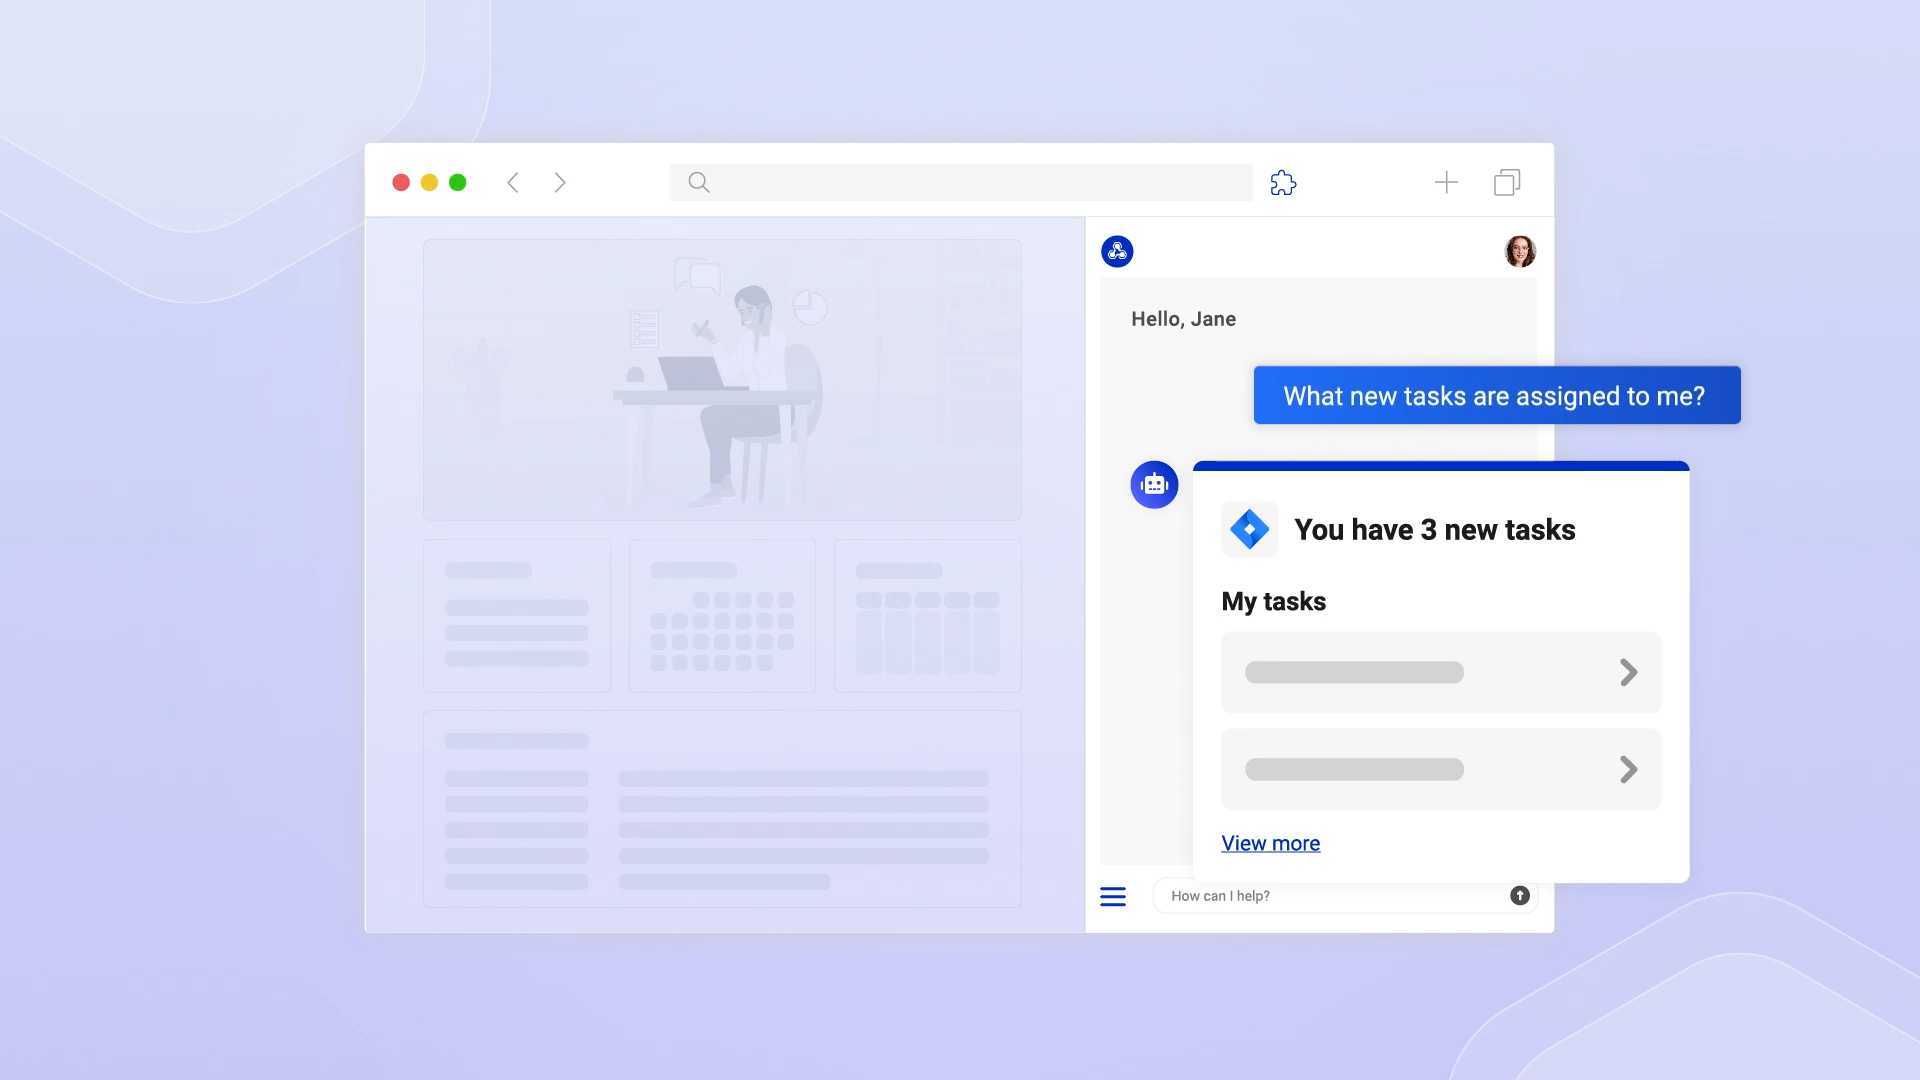 Hello, Jane
What new tasks are assigned to me?
You have 3 new tasks
My tasks
View more
How can I help?